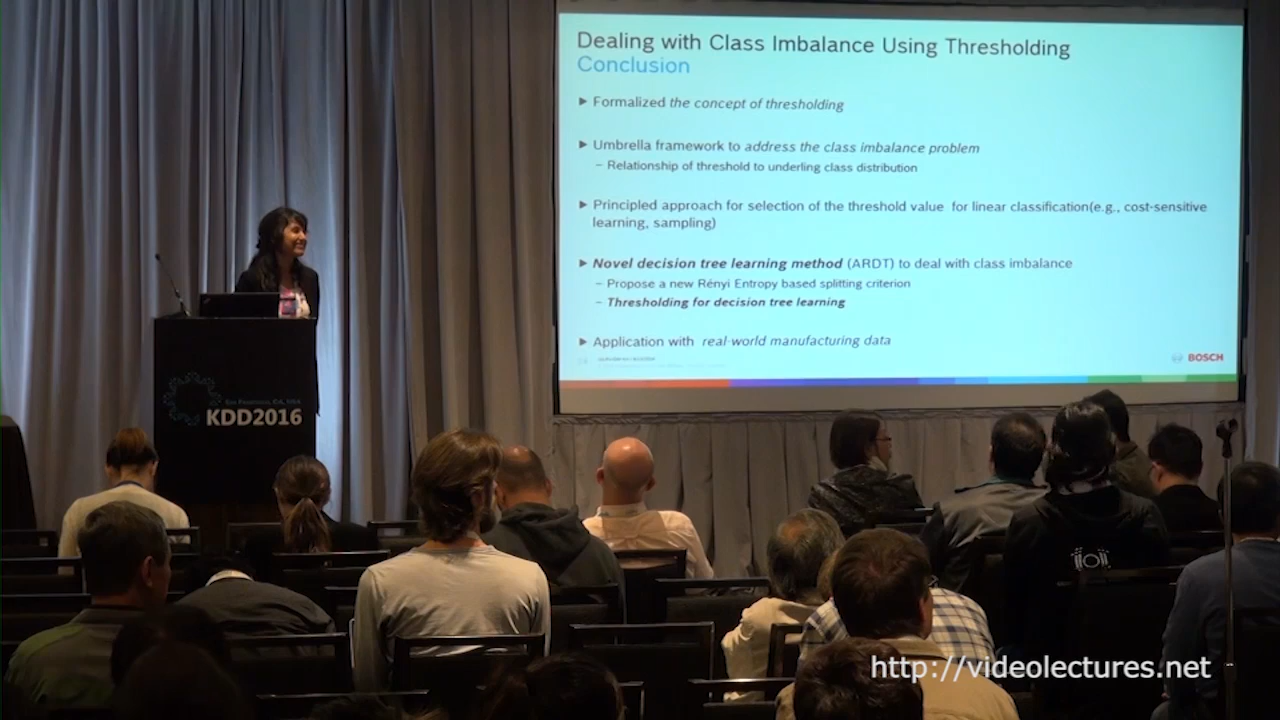 Dealing with Class Imbalance Using Thresholding
Conclusion
► Formalized the concept of thresholding
► Umbrella framework to address the class imbalance problem
– Relationship of threshold to underling class distribution
► Principled approach for selection of the threshold value for linear classification(e.g., cost-sensitive
learning, sampling)
► Novel decision tree learning method (ARDT) to deal with class imbalance
– Propose a new Rényi Entropy based splitting criterion
– Thresholding for decision tree learning
► Application with real-world manufacturing data
BOSCH
San Francisco, CA, USA
KDD2016
http://videolectures.net